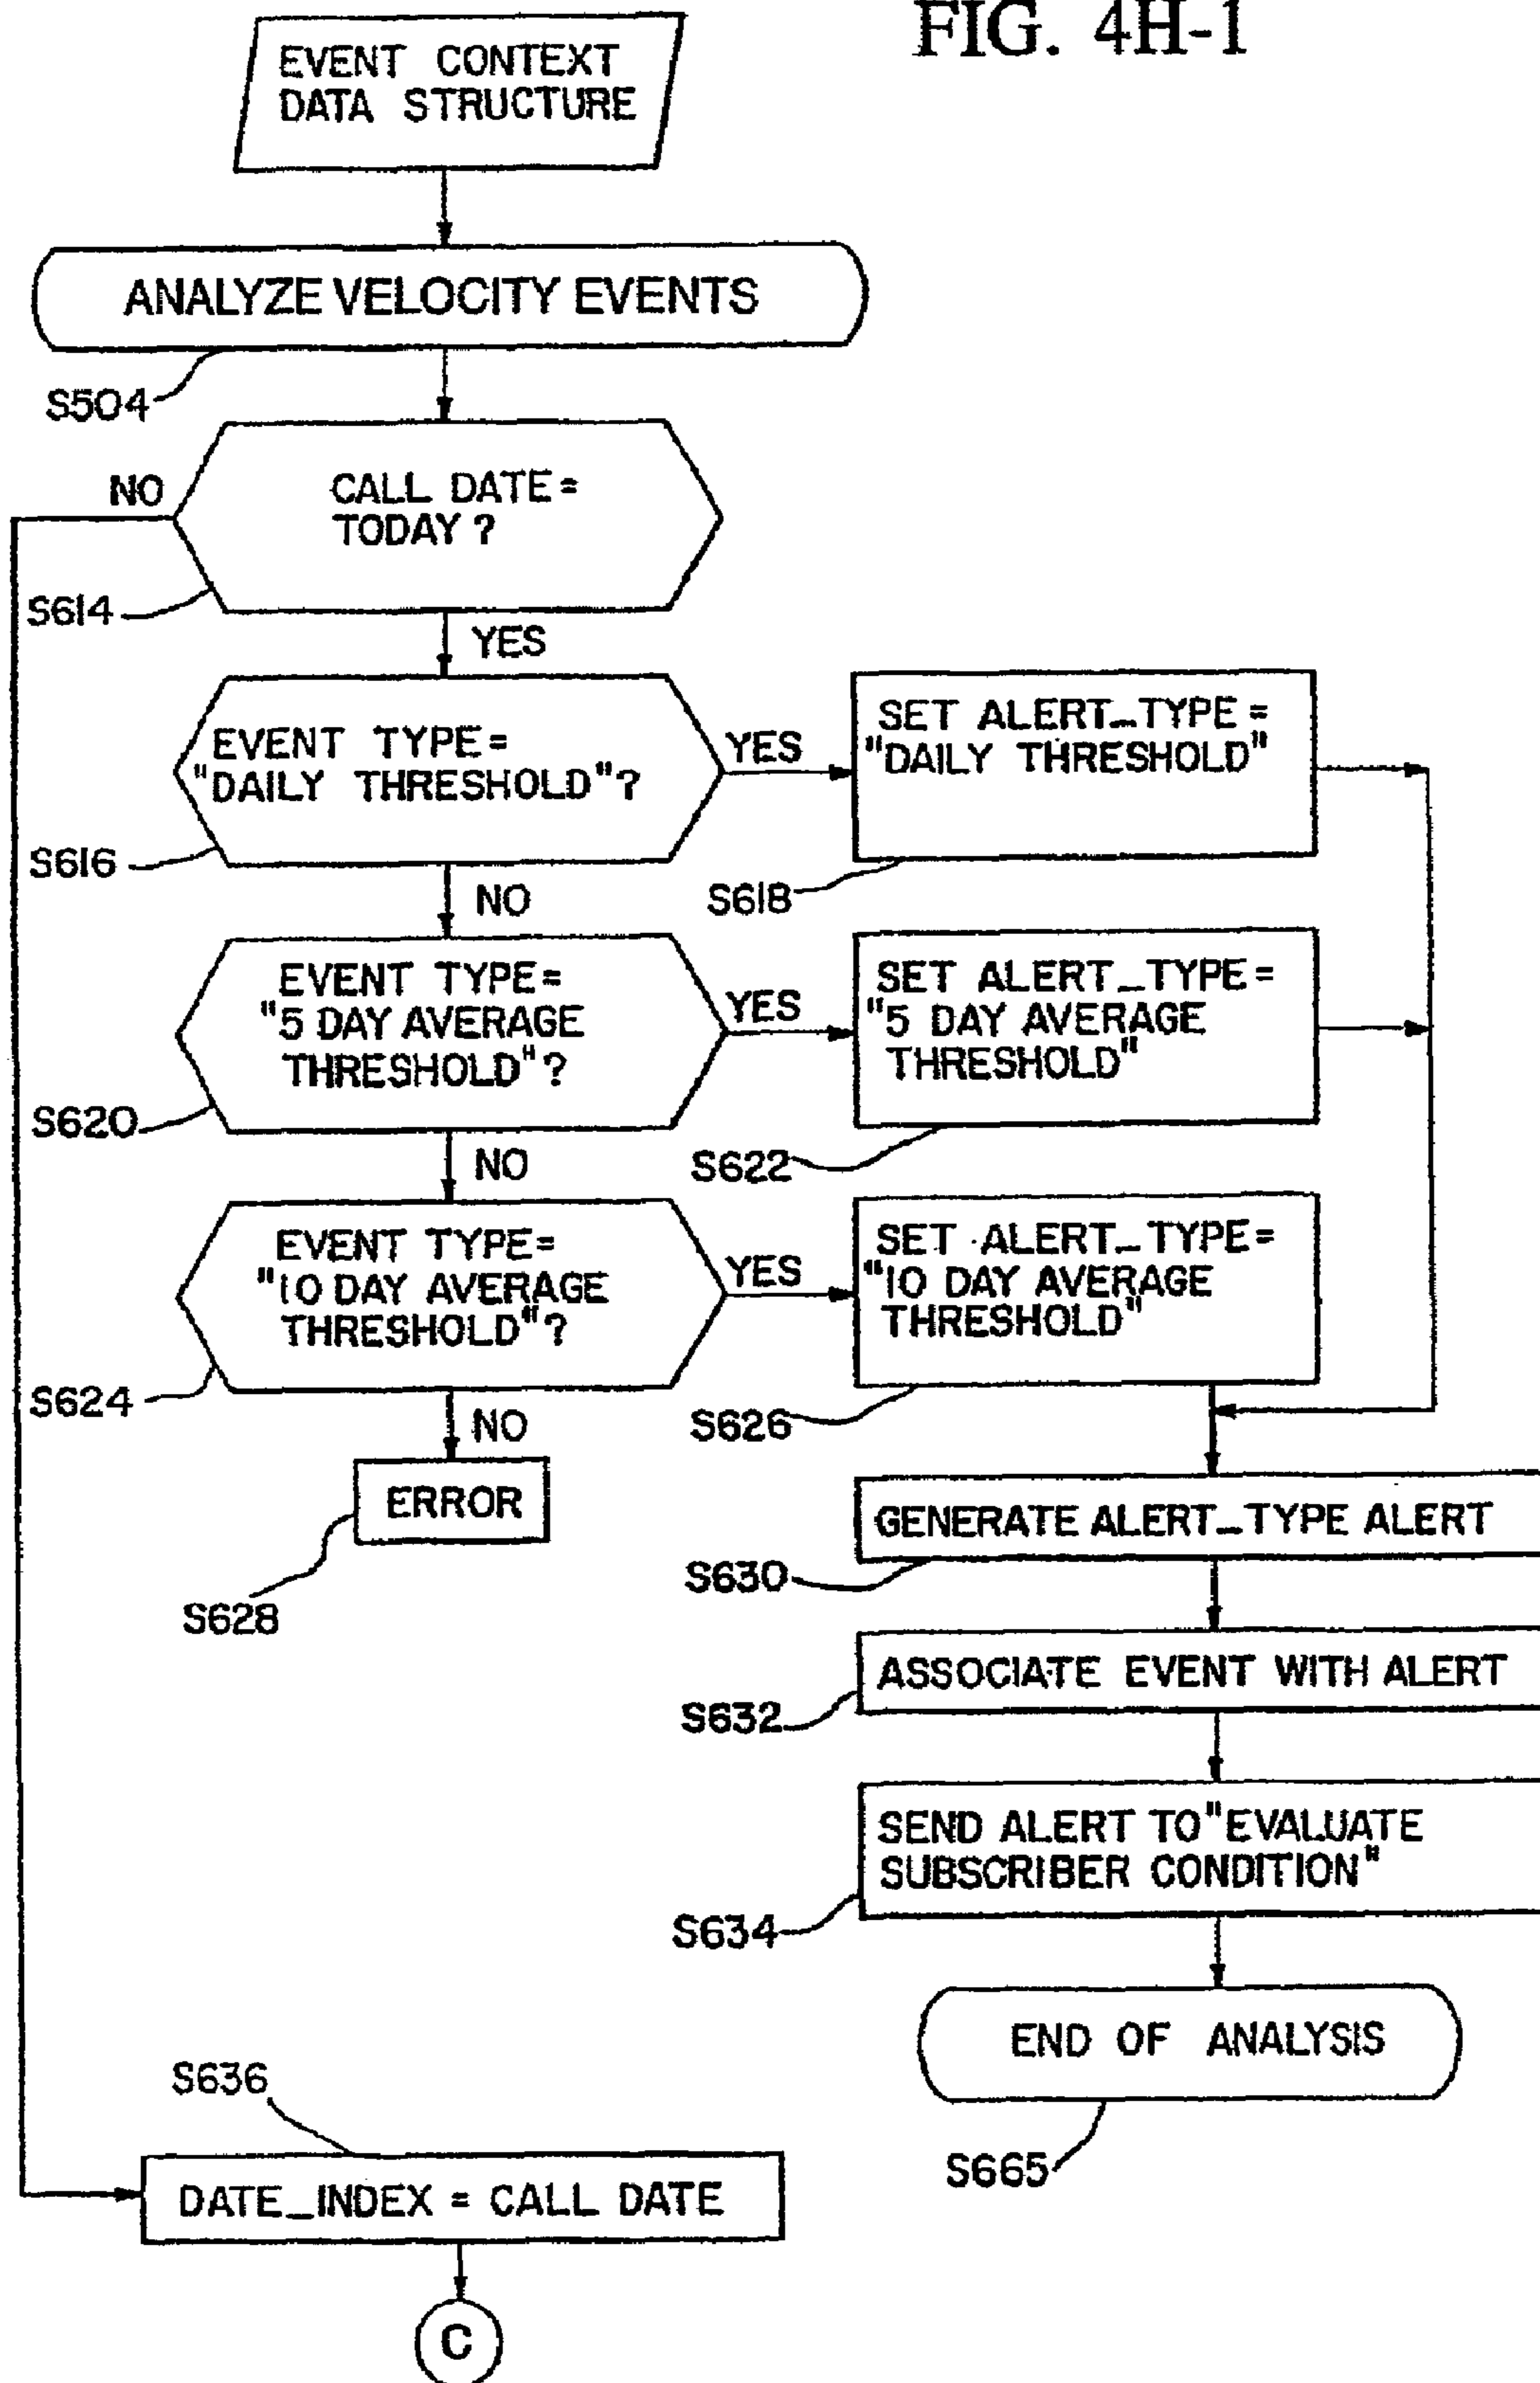 FIG. 4H-1
EVENT CONTEXT
DATA STRUCTURE
ANALYZE VELOCITY EVENTS
S504
CALL DATE =
TODAY ?
NO
S614
YES
EVENT TYPE =
"DAILY THRESHOLD"?
YES
SET ALERT_TYPE =
"DAILY THRESHOLD"
S616
S618
NO
EVENT TYPE=
"5 DAY AVERAGE
THRESHOLD"?
YES
SET ALERT_TYPE =
"5 DAY AVERAGE
THRESHOLD"
S620
S622
NO
EVENT TYPE=
"10 DAY AVERAGE
THRESHOLD"?
YES
SET ALERT_TYPE=
"10 DAY AVERAGE
THRESHOLD"
S624
S626
NO
ERROR
S628
GENERATE ALERT_TYPE ALERT
S630
ASSOCIATE EVENT WITH ALERT
S632
SEND ALERT TO "EVALUATE
SUBSCRIBER CONDITION"
S634
END OF ANALYSIS
S665
S636
DATE_INDEX = CALL DATE
C